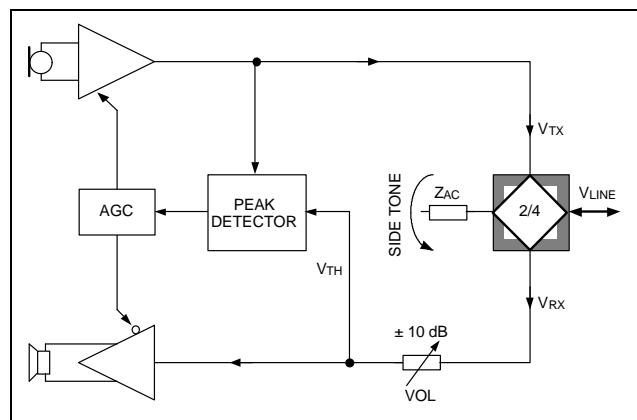 VTX
AGC
PEAK
DETECTOR
SIDE TONE
ZAC
2/4
VLINE
VTH
VRX
± 10 dB
VOL